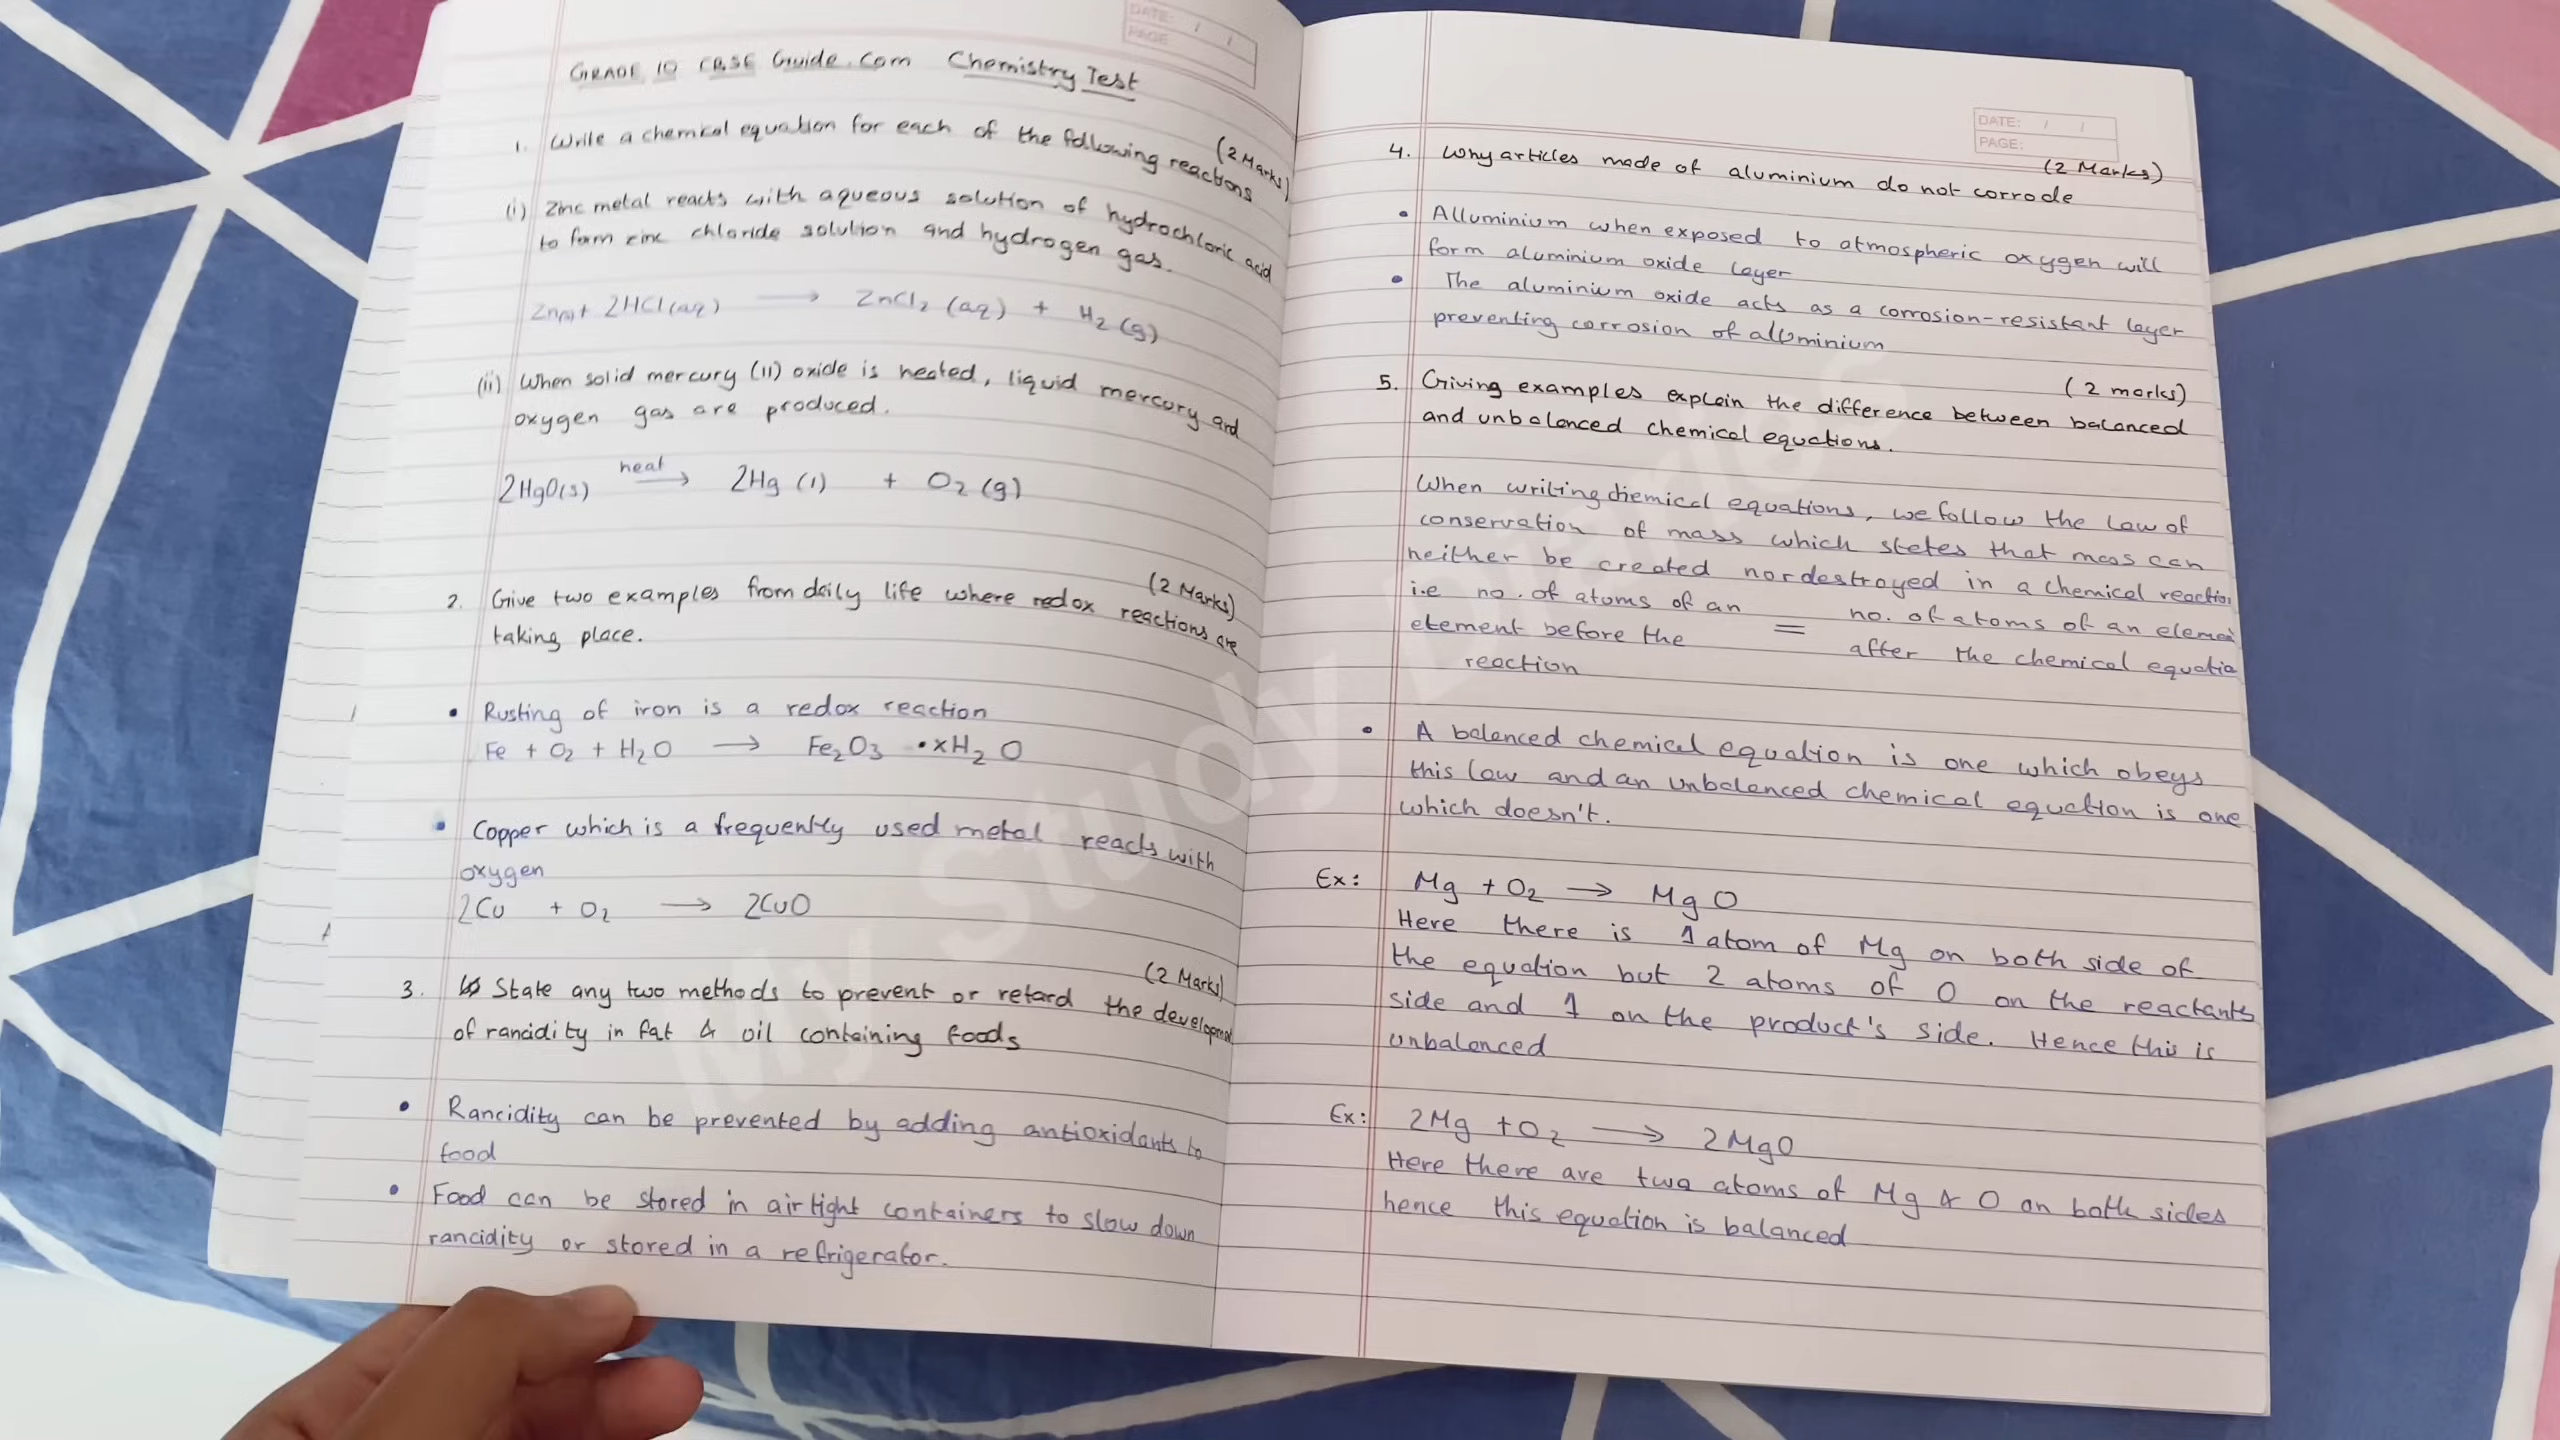 DATE: / /
PAGE
GRADE 10 CBSE Guide.com Chemistry Test
(2 Marks)
1. Write a chemical equation for each of the following reactions
(i) Zinc metal reacts with aqueous solution of hydrochloric acid
to form zinc chloride solution and hydrogen gas.
Zn(s)+ 2HCl(aq) → ZnCl2 (aq) + H2 (g)
(ii) When solid mercury (II) oxide is heated, liquid mercury and
oxygen gas are produced.
2HgO(s) heat→ 2Hg (l) + O2 (g)
(2 Marks)
2. Give two examples from daily life where redox reactions are
taking place.
• Rusting of iron is a redox reaction
Fe + O2 + H2O → Fe2O3 •xH2O
• Copper which is a frequently used metal reacts with
oxygen
2Cu + O2 → 2CuO
(2 Marks)
3. State any two methods to prevent or retard the development
of rancidity in fat & oil containing foods
• Rancidity can be prevented by adding antioxidants to
food
• Food can be stored in air tight containers to slow down
rancidity or stored in a refrigerator.
DATE: / /
PAGE:
(2 Marks)
4. Why articles made of aluminium do not corrode
• Alluminium when exposed to atmospheric oxygen will
form aluminium oxide layer
• The aluminium oxide acts as a corrosion-resistant layer
preventing corrosion of alluminium
(2 marks)
5. Giving examples explain the difference between balanced
and unbalanced chemical equations.
When writing chemical equations, we follow the law of
conservation of mass which states that mass can
neither be created nor destroyed in a chemical reaction
i.e no. of atoms of an = no. of atoms of an element
element before the after the chemical equatio
reaction
• A balanced chemical equation is one which obeys
this law and an unbalanced chemical equation is one
which doesn't.
Ex: Mg + O2 → MgO
Here there is 1 atom of Mg on both side of
the equation but 2 atoms of O on the reactants
side and 1 on the product's side. Hence this is
unbalanced
Ex: 2Mg + O2 → 2MgO
Here there are two atoms of Mg & O on both sides
hence this equation is balanced
My Study